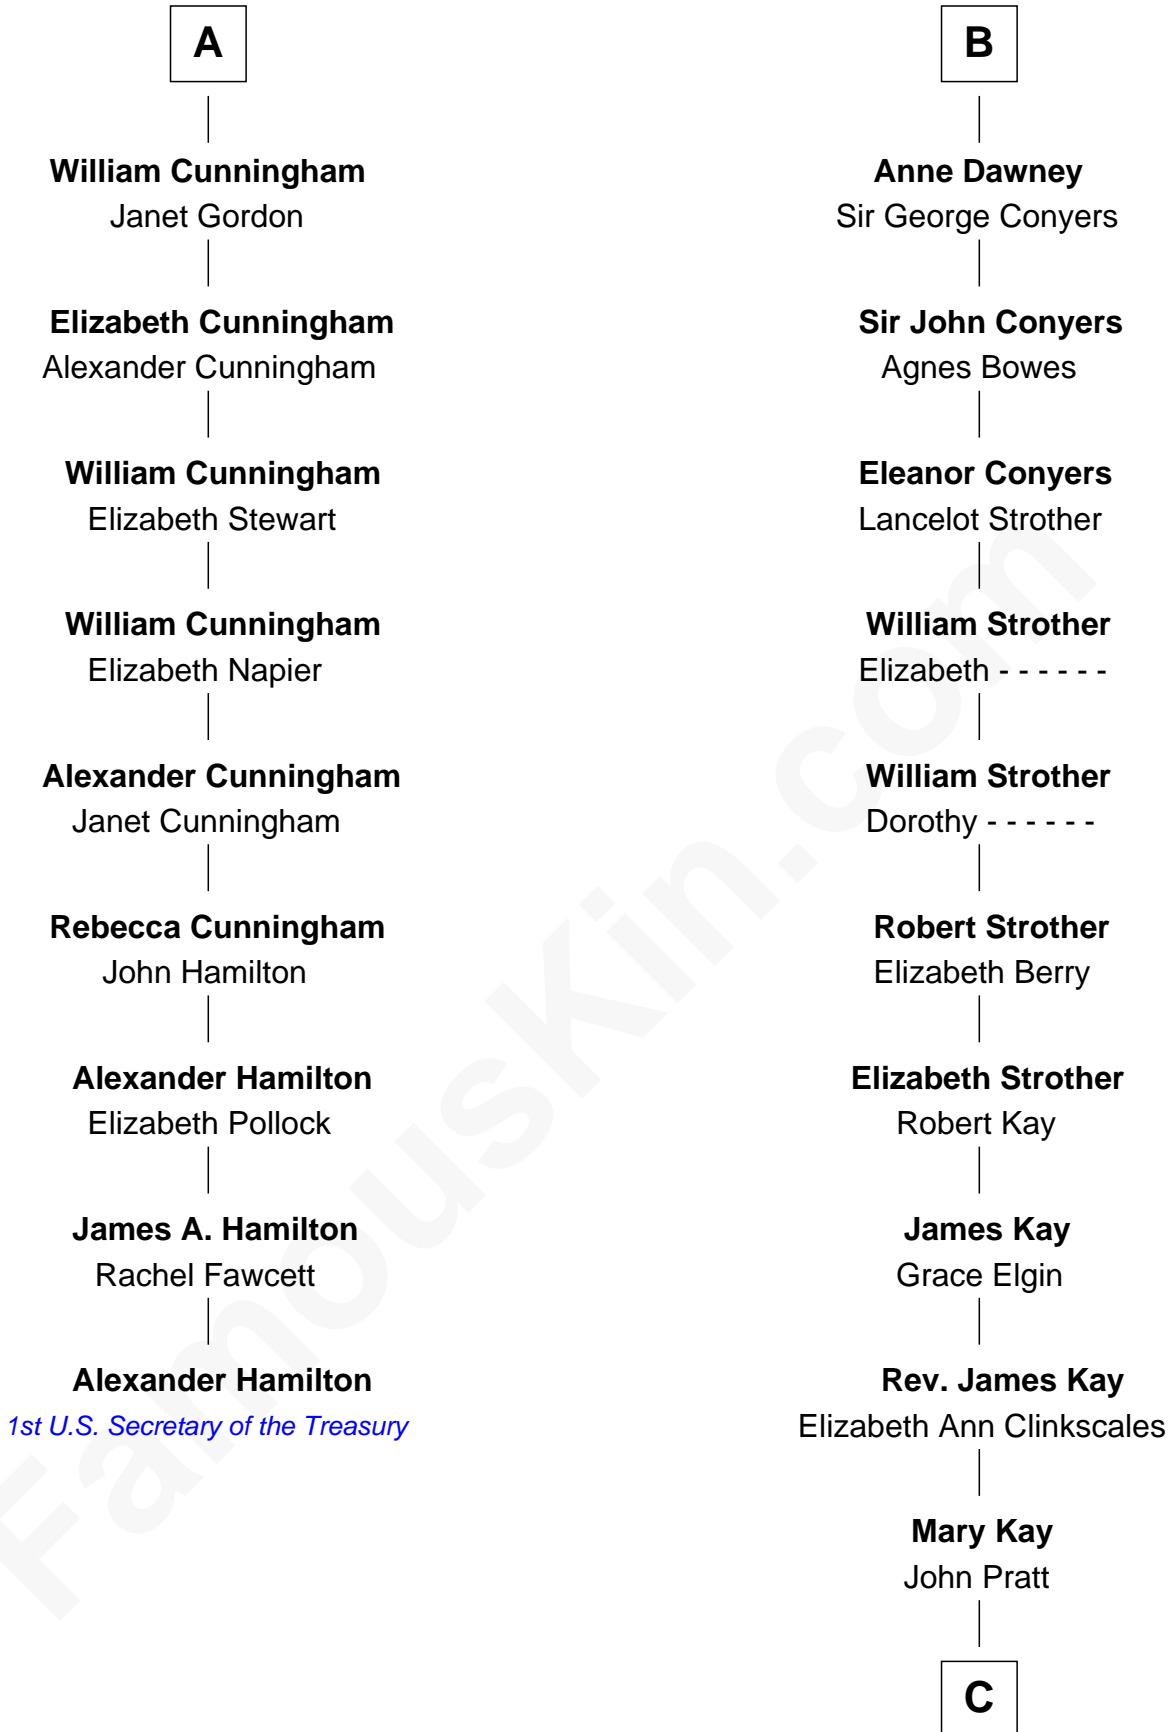 A
William Cunningham
Janet Gordon
Elizabeth Cunningham
Alexander Cunningham
William Cunningham
Elizabeth Stewart
William Cunningham
Elizabeth Napier
Alexander Cunningham
Janet Cunningham
Rebecca Cunningham
John Hamilton
Alexander Hamilton
Elizabeth Pollock
James A. Hamilton
Rachel Fawcett
Alexander Hamilton
1st U.S. Secretary of the Treasury
B
Anne Dawney
Sir George Conyers
Sir John Conyers
Agnes Bowes
Eleanor Conyers
Lancelot Strother
William Strother
Elizabeth - - - - - -
William Strother
Dorothy - - - - - -
Robert Strother
Elizabeth Berry
Elizabeth Strother
Robert Kay
James Kay
Grace Elgin
Rev. James Kay
Elizabeth Ann Clinkscales
Mary Kay
John Pratt
C
FamousKin.com